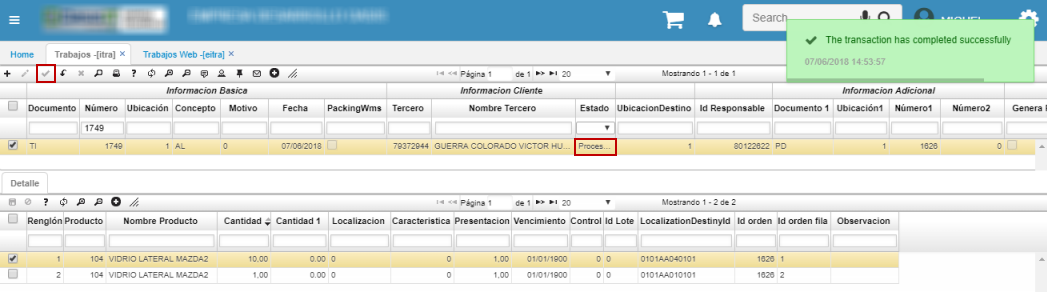 Search
MIGUEL
The transaction has completed successfully
07/06/2018 14:53:57
Home Trabajos -[itra] × Trabajos Web -[eitra] ×
Página 1 de 1 20 Mostrando 1 - 1 de 1
Informacion Basica Informacion Cliente Informacion Adicional
Documento Número Ubicación Concepto Motivo Fecha PackingWms Tercero Nombre Tercero Estado UbicacionDestino Id Responsable Documento 1 Ubicación1 Número1 Número2 Genera
1749
TI 1749 1 AL 0 07/06/2018 79372944 GUERRA COLORADO VICTOR HU... Proces... 1 80122622 PD 1 1626 0
Detalle
Página 1 de 1 20 Mostrando 1 - 2 de 2
Renglón Producto Nombre Producto Cantidad Cantidad 1 Localizacion Caracteristica Presentacion Vencimiento Control Id Lote LocalizationDestinyId Id orden Id orden fila Observacion
1 104 VIDRIO LATERAL MAZDA2 10,00 0.00 0 0 1,00 01/01/1900 0 0 0101AA040101 1626 1
2 104 VIDRIO LATERAL MAZDA2 1,00 0.00 0 0 1,00 01/01/1900 0 0 0101AA010101 1626 2